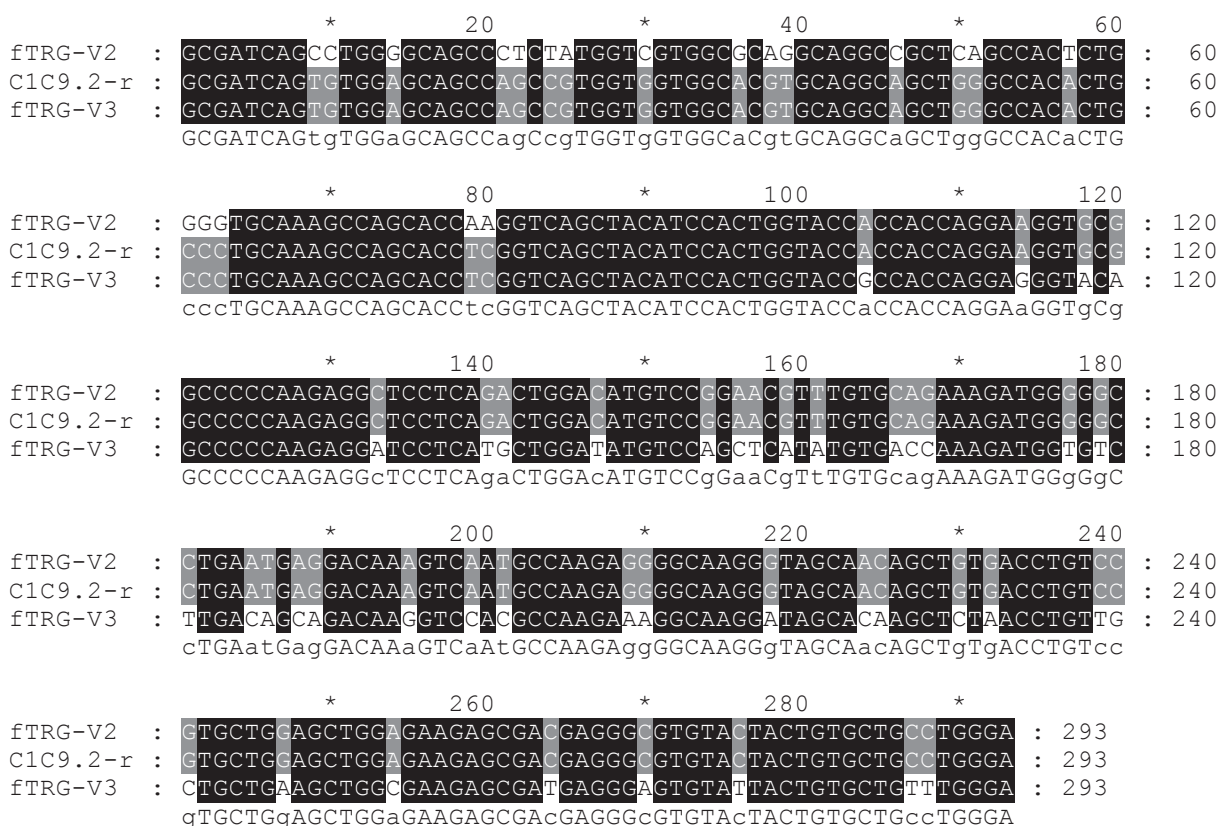 * 20 * 40 * 60
fTRG-V2 : GCGATCAGCCTGGGGCAGCCCTCTATGGTCGTGGCGCAGGCAGGCCGCTCAGCCACTCTG : 60
C1C9.2-r : GCGATCAGTGTGGAGCAGCCAGCCGTGGTGGTGGCACGTGCAGGCAGCTGGGCCACACTG : 60
fTRG-V3 : GCGATCAGTGTGGAGCAGCCAGCCGTGGTGGTGGCACGTGCAGGCAGCTGGGCCACACTG : 60
GCGATCAGtgTGGaGCAGCCagCcgTGGTgGTGGCaCgtGCAGGCaGCTggGCCACaCTG
* 80 * 100 * 120
fTRG-V2 : GGGTGCAAAGCCAGCACCAAGGTCAGCTACATCCACTGGTACCACCACCAGGAAGGTGCG : 120
C1C9.2-r : CCCTGCAAAGCCAGCACCTCGGTCAGCTACATCCACTGGTACCACCACCAGGAAGGTGCG : 120
fTRG-V3 : CCCTGCAAAGCCAGCACCTCGGTCAGCTACATCCACTGGTACCGCCACCAGGAGGGTACA : 120
cccTGCAAAGCCAGCACCtcGGTCAGCTACATCCACTGGTACCaCCACCAGGAaGGTgCg
* 140 * 160 * 180
fTRG-V2 : GCCCCCAAGAGGCTCCTCAGACTGGACATGTCCGGAACGTTTGTGCAGAAAGATGGGGGC : 180
C1C9.2-r : GCCCCCAAGAGGCTCCTCAGACTGGACATGTCCGGAACGTTTGTGCAGAAAGATGGGGGC : 180
fTRG-V3 : GCCCCCAAGAGGATCCTCATGCTGGATATGTCCAGCTCATATGTGACCAAAGATGGTGTC : 180
GCCCCCAAGAGGcTCCTCAgaCTGGAcATGTCCgGaaCgTtTGTGcagAAAGATGGgGgC
* 200 * 220 * 240
fTRG-V2 : CTGAATGAGGACAAAGTCAATGCCAAGAGGGGCAAGGGTAGCAACAGCTGTGACCTGTCC : 240
C1C9.2-r : CTGAATGAGGACAAAGTCAATGCCAAGAGGGGCAAGGGTAGCAACAGCTGTGACCTGTCC : 240
fTRG-V3 : TTGACAGCAGACAAGGTCCACGCCAAGAAAGGCAAGGATAGCACAAGCTCTAACCTGTTG : 240
cTGAatGagGACAAaGTCaAtGCCAAGAggGGCAAGGgTAGCAacAGCTgTgACCTGTcc
* 260 * 280 *
fTRG-V2 : GTGCTGGAGCTGGAGAAGAGCGACGAGGGCGTGTACTACTGTGCTGCCTGGGA : 293
C1C9.2-r : GTGCTGGAGCTGGAGAAGAGCGACGAGGGCGTGTACTACTGTGCTGCCTGGGA : 293
fTRG-V3 : CTGCTGAAGCTGGCGAAGAGCGATGAGGGAGTGTATTACTGTGCTGTTTGGGA : 293
gTGCTGgAGCTGGaGAAGAGCGAcGAGGGcGTGTAcTACTGTGCTGccTGGGA